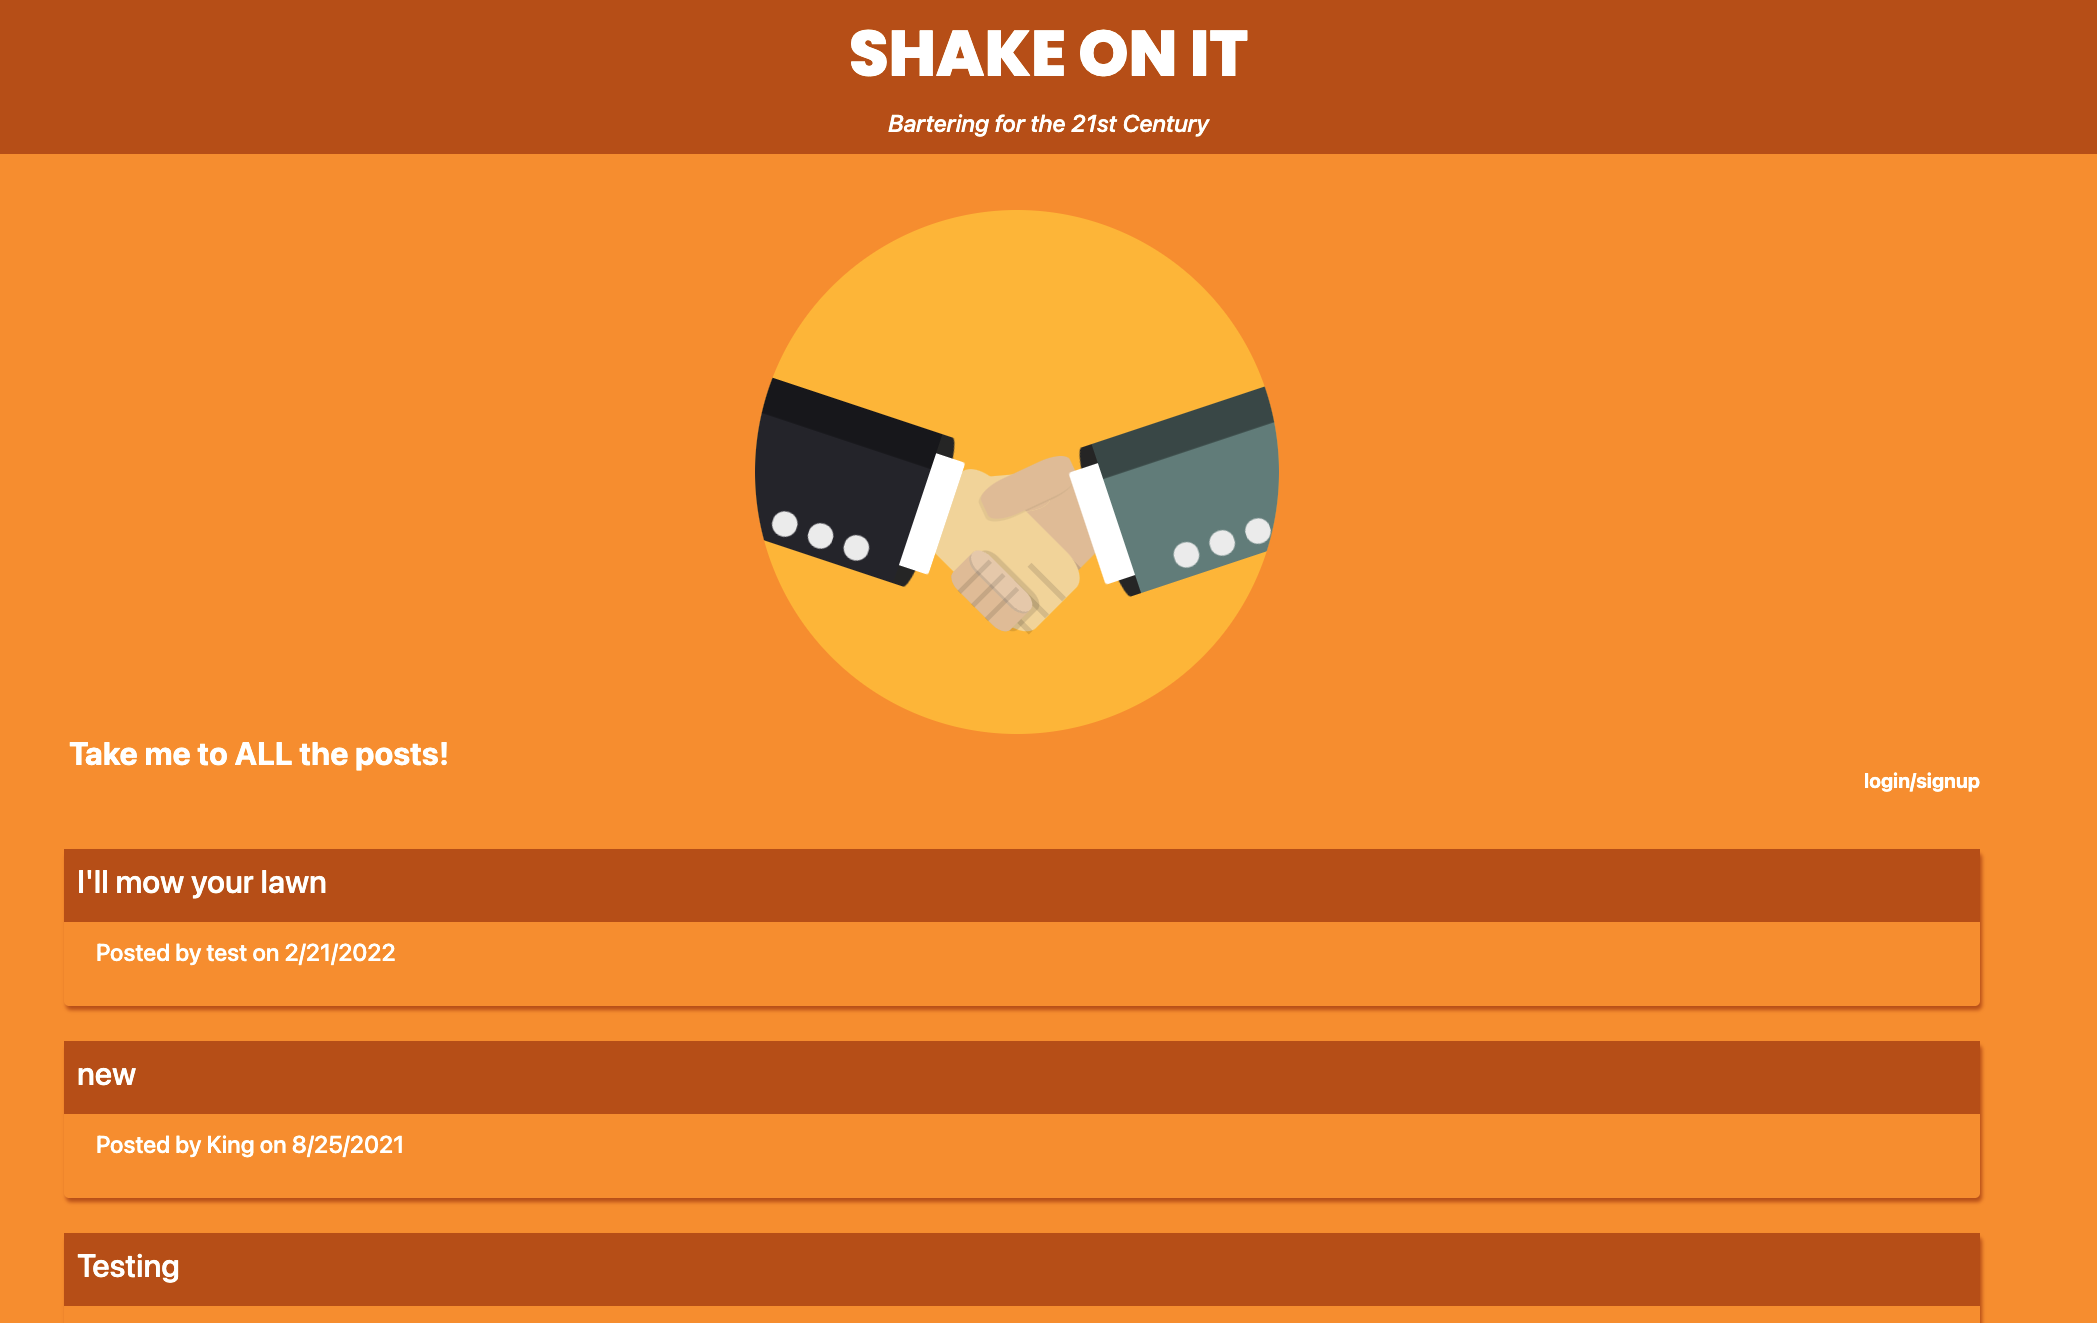 SHAKE ON IT
Bartering for the 21st Century
Take me to ALL the posts!
login/signup
I'll mow your lawn
Posted by test on 2/21/2022
new
Posted by King on 8/25/2021
Testing